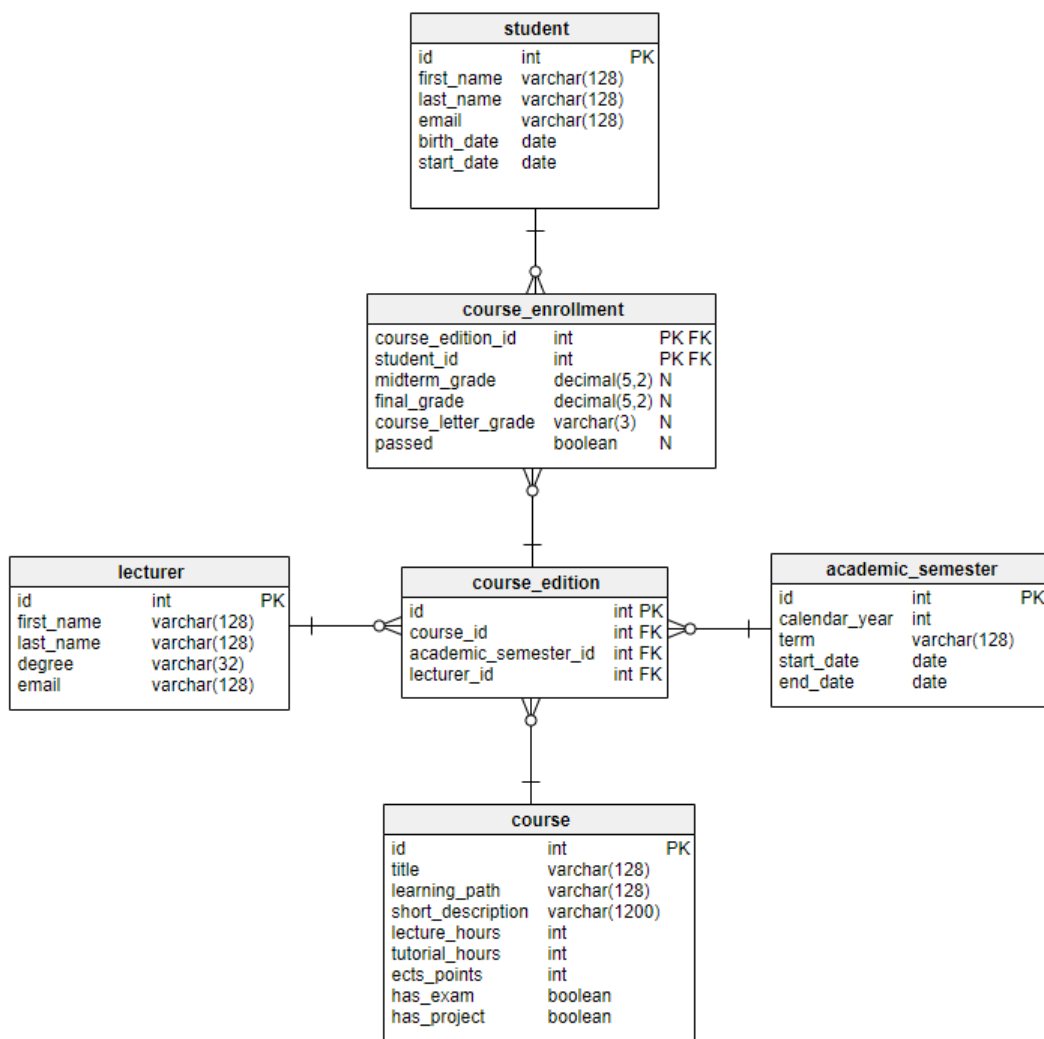 student
id int PK
first_name varchar(128)
last_name varchar(128)
email varchar(128)
birth_date date
start_date date
course_enrollment
course_edition_id int PK FK
student_id int PK FK
midterm_grade decimal(5,2) N
final_grade decimal(5,2) N
course_letter_grade varchar(3) N
passed boolean N
lecturer
id int PK
first_name varchar(128)
last_name varchar(128)
degree varchar(32)
email varchar(128)
course_edition
id int PK
course_id int FK
academic_semester_id int FK
lecturer_id int FK
academic_semester
id int PK
calendar_year int
term varchar(128)
start_date date
end_date date
course
id int PK
title varchar(128)
learning_path varchar(128)
short_description varchar(1200)
lecture_hours int
tutorial_hours int
ects_points int
has_exam boolean
has_project boolean